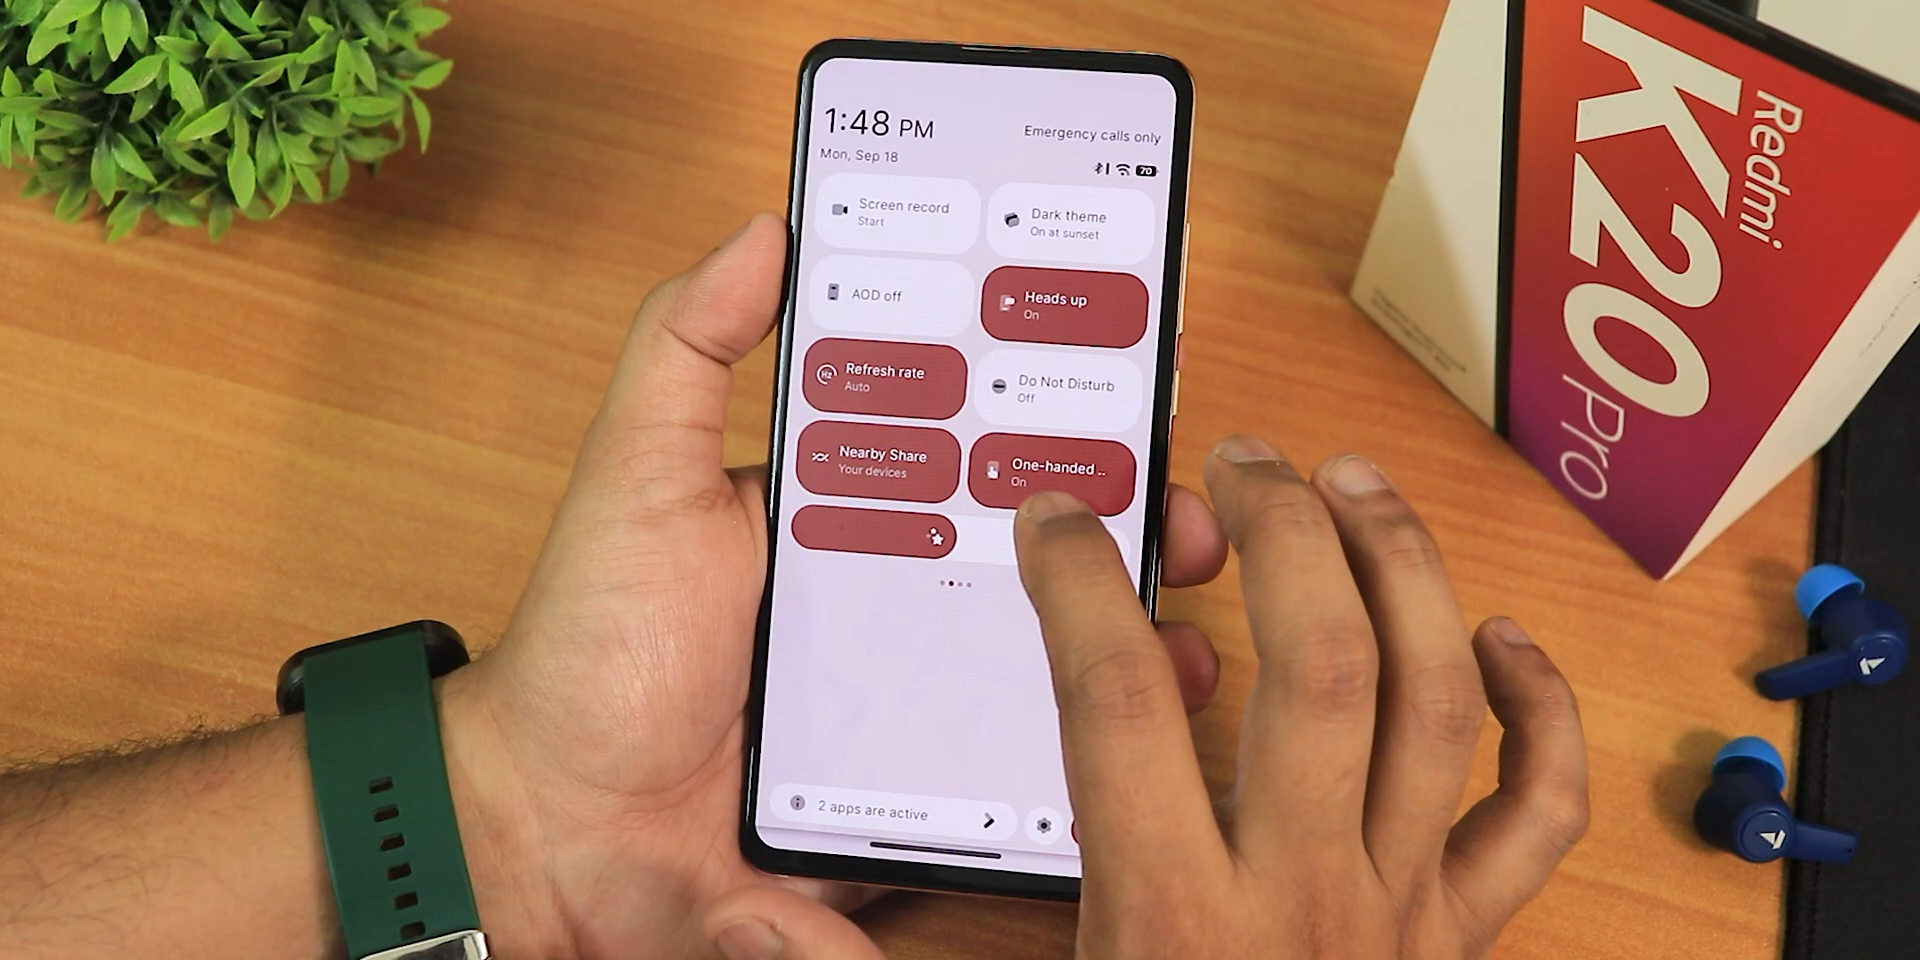 1:48 PM
Emergency calls only
Mon, Sep 18
70
Screen record
Start
Dark theme
On at sunset
AOD off
Heads up
On
Refresh rate
Auto
Do Not Disturb
Off
Nearby Share
Your devices
One-handed ..
On
2 apps are active
Redmi
K20 Pro